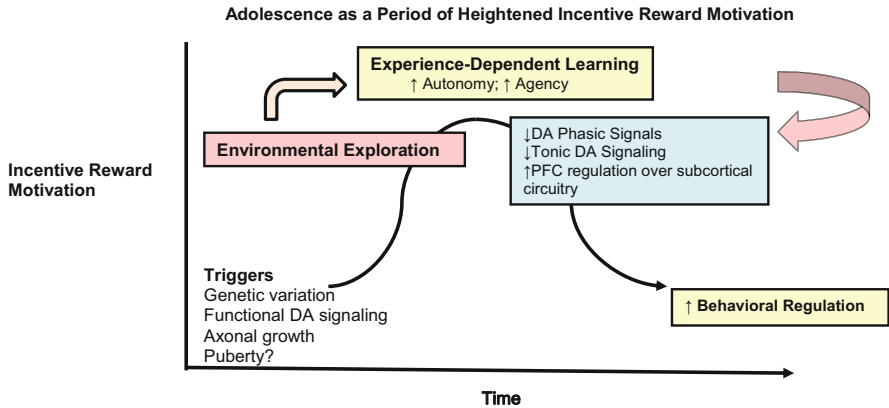 Adolescence as a Period of Heightened Incentive Reward Motivation
Experience-Dependent Learning
↑ Autonomy; ↑ Agency
Environmental Exploration
↓DA Phasic Signals
↓Tonic DA Signaling
↑PFC regulation over subcortical
circuitry
Incentive Reward
Motivation
Triggers
Genetic variation
Functional DA signaling
Axonal growth
Puberty?
↑ Behavioral Regulation
Time